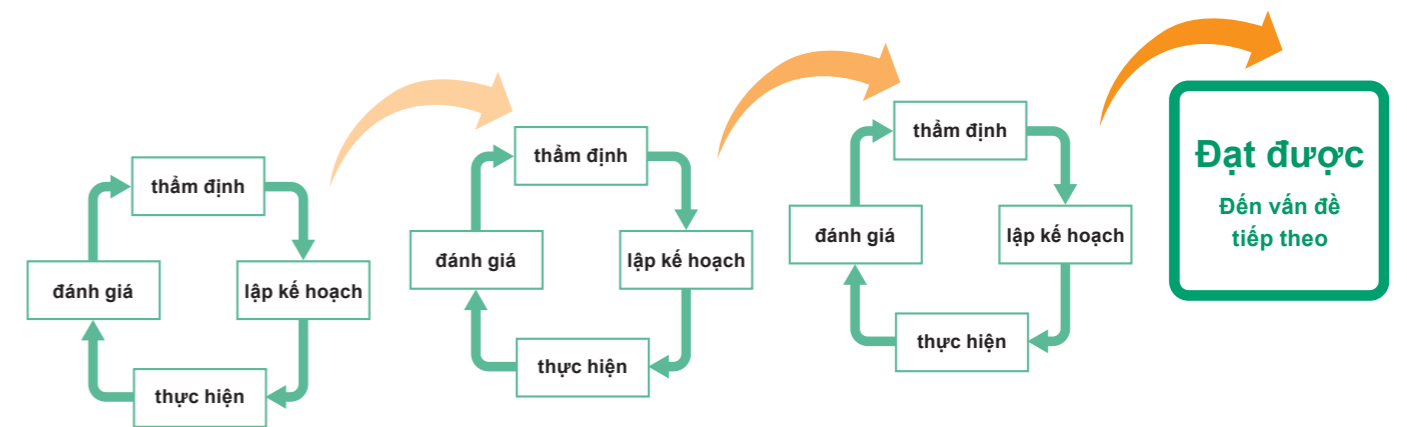 thẩm định
đánh giá
lập kế hoạch
thực hiện
thẩm định
đánh giá
lập kế hoạch
thực hiện
thẩm định
đánh giá
lập kế hoạch
thực hiện
Đạt được
Đến vấn đề
tiếp theo